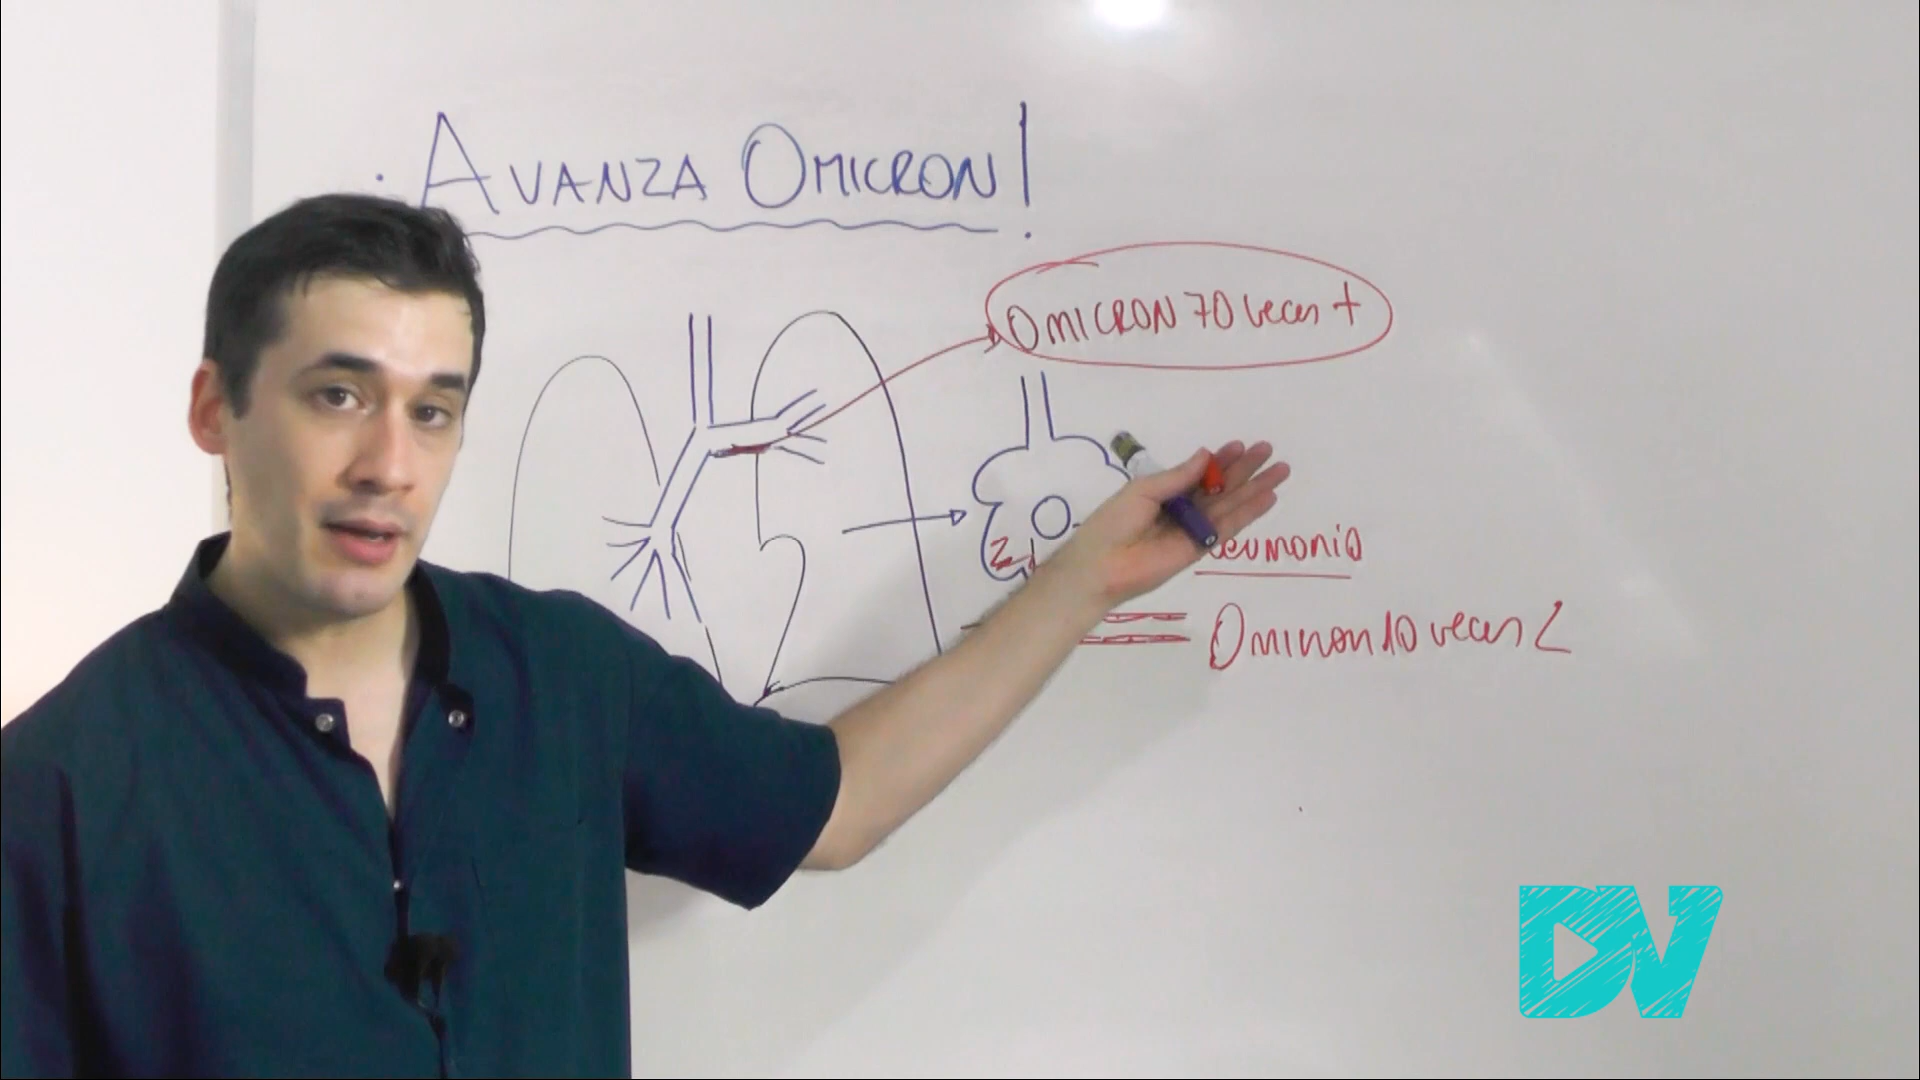 · AVANZA OMICRON!
OMICRON 70 veces +
neumonia
Omicron 10 veces <
DV